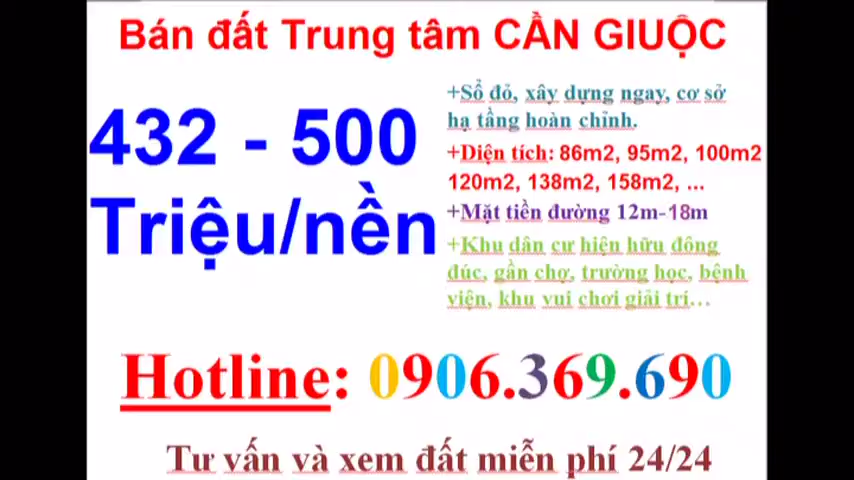 Bán đất Trung tâm CẦN GIUỘC
432 - 500
Triệu/nền
+Sổ đỏ, xây dựng ngay, cơ sở
hạ tầng hoàn chỉnh.
+Diện tích: 86m2, 95m2, 100m2
120m2, 138m2, 158m2, ...
+Mặt tiền đường 12m-18m
+Khu dân cư hiện hữu đông
đúc, gần chợ, trường học, bệnh
viện, khu vui chơi giải trí…
Hotline: 0906.369.690
Tư vấn và xem đất miễn phí 24/24